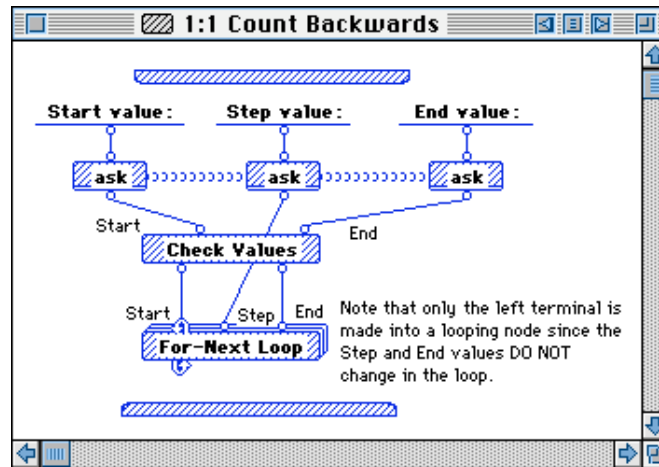 1:1 Count Backwards
Start value: Step value: End value:
ask ask ask
Start End
Check Values
Start Step End
For-Next Loop
Note that only the left terminal is
made into a looping node since the
Step and End values DO NOT
change in the loop.